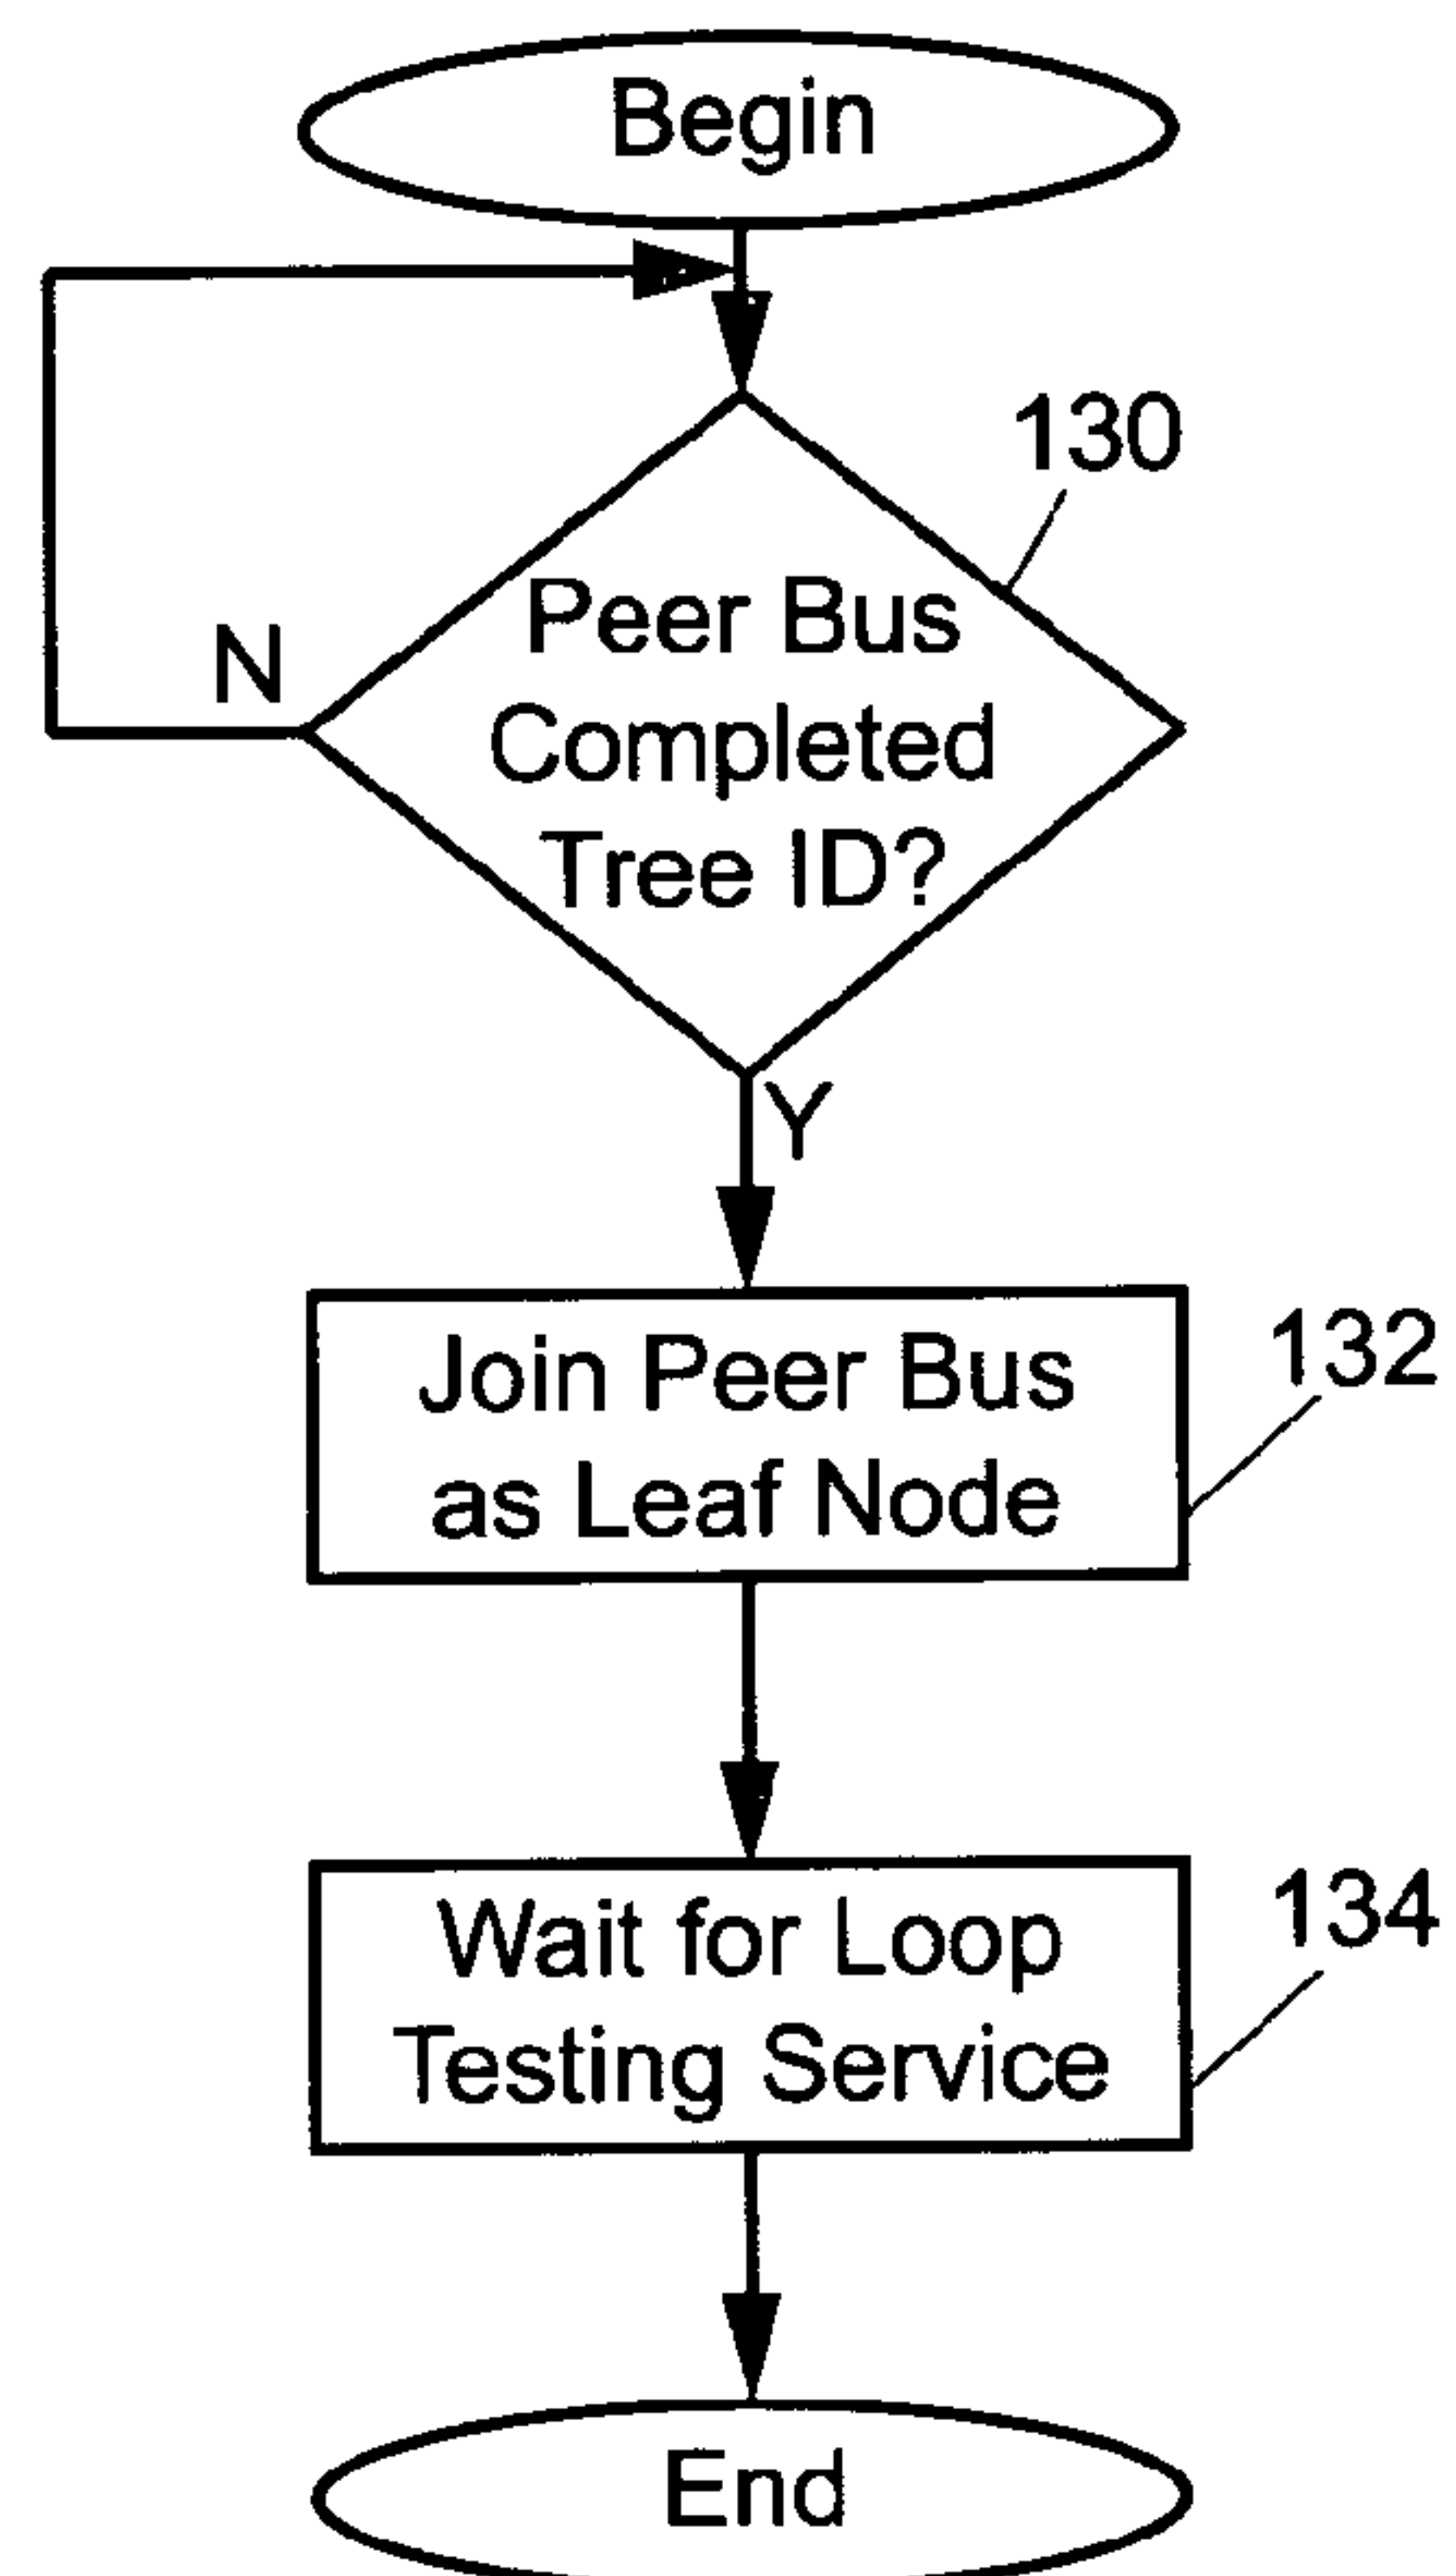 Begin
130
Peer Bus
Completed
Tree ID?
N
Y
Join Peer Bus
as Leaf Node
132
Wait for Loop
Testing Service
134
End